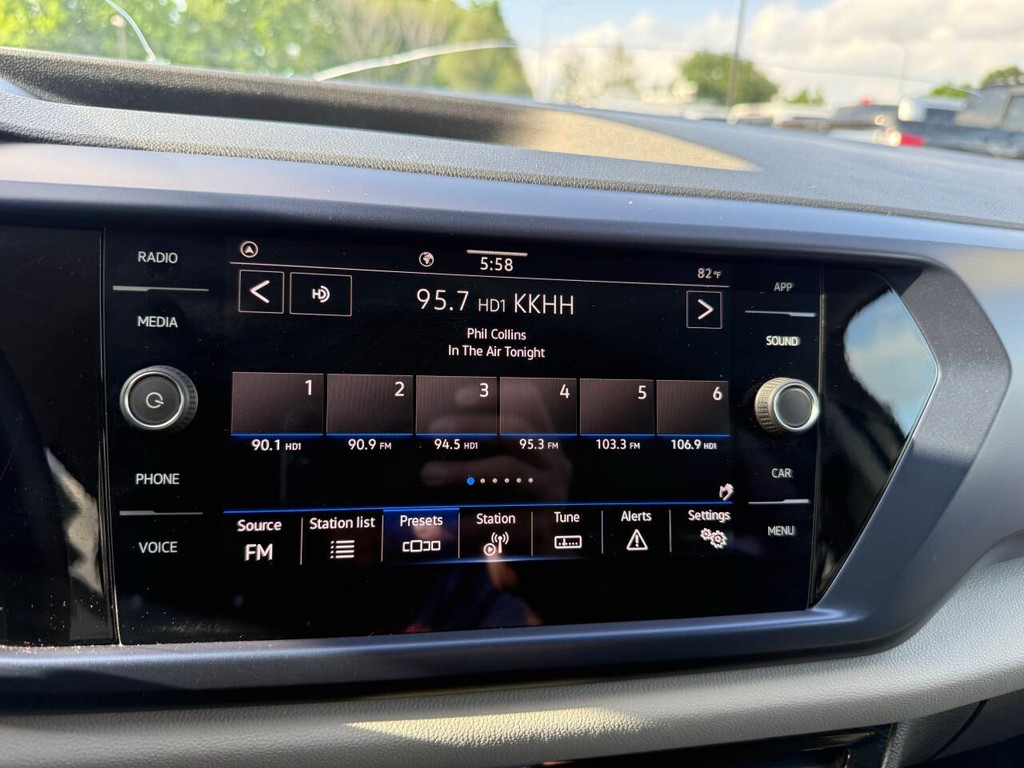 RADIO
MEDIA
PHONE
VOICE
5:58
82°F
HD
95.7 HD1 KKHH
Phil Collins
In The Air Tonight
1 2 3 4 5 6
90.1 HD1 90.9 FM 94.5 HD1 95.3 FM 103.3 FM 106.9 HD1
Source Station list Presets Station Tune Alerts Settings
FM
APP
SOUND
CAR
MENU